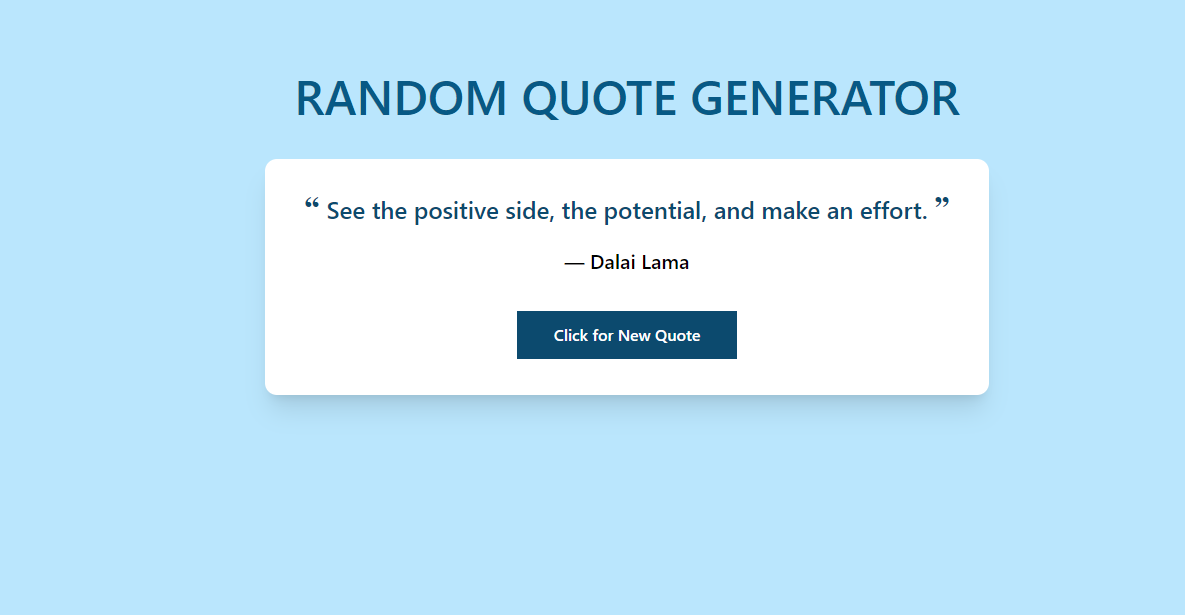 RANDOM QUOTE GENERATOR
❝ See the positive side, the potential, and make an effort. ❞
— Dalai Lama
Click for New Quote